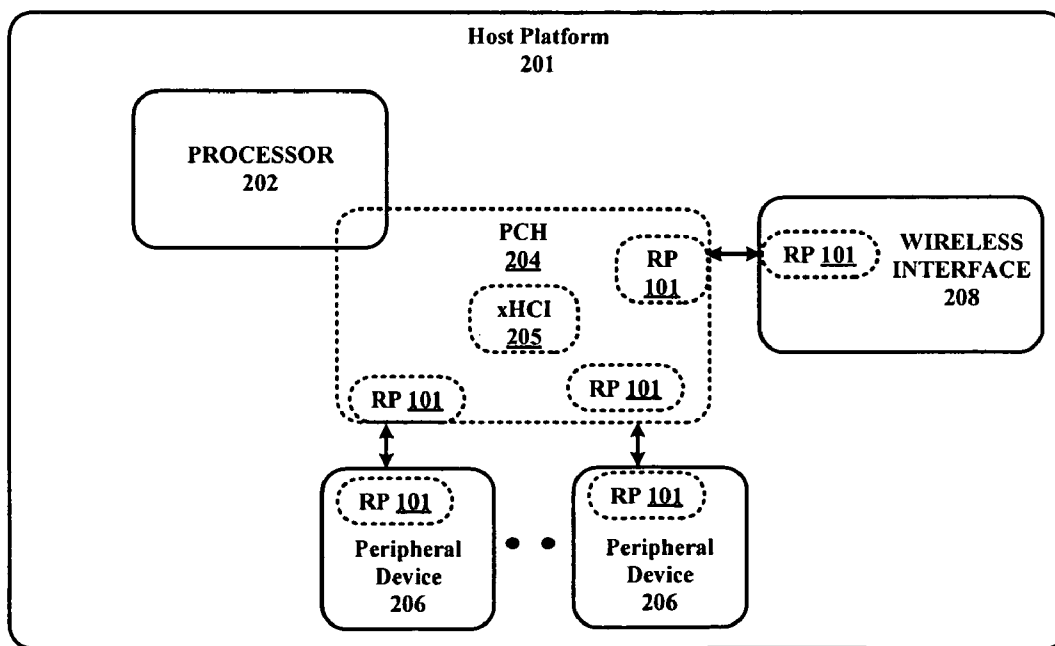 Host Platform
201
PROCESSOR
202
PCH
204
RP
101
RP 101
WIRELESS
INTERFACE
208
xHCI
205
RP 101
RP 101
RP 101
Peripheral
Device
206
RP 101
Peripheral
Device
206